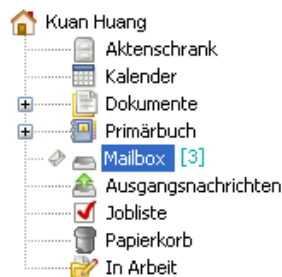 Kuan Huang
Aktenschrank
Kalender
Dokumente
Primärbuch
Mailbox [3]
Ausgangsnachrichten
Jobliste
Papierkorb
In Arbeit